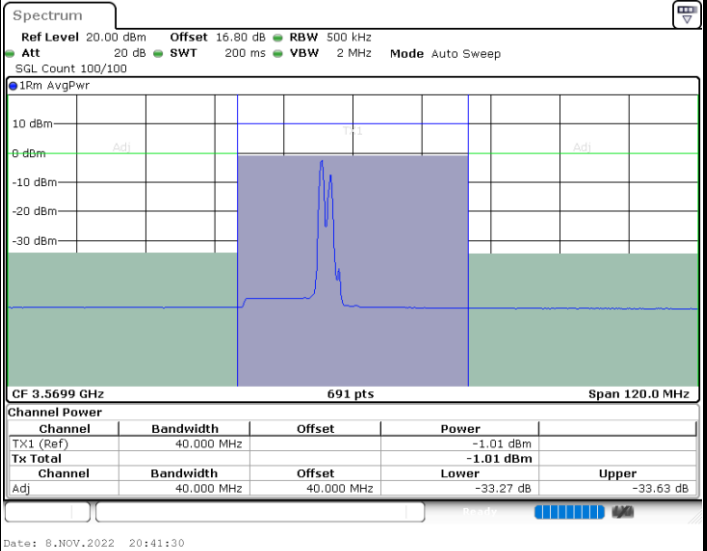 Spectrum
Ref Level 20.00 dBm Offset 16.80 dB RBW 500 kHz
Att 20 dB SWT 200 ms VBW 2 MHz Mode Auto Sweep
SGL Count 100/100
1Rm AvgPwr
10 dBm
TX1
Adj
0 dBm
Adj
-10 dBm
-20 dBm
-30 dBm
CF 3.5699 GHz 691 pts Span 120.0 MHz
Channel Power
Channel Bandwidth Offset Power
TX1 (Ref) 40.000 MHz -1.01 dBm
Tx Total -1.01 dBm
Channel Bandwidth Offset Lower Upper
Adj 40.000 MHz 40.000 MHz -33.27 dB -33.63 dB
Ready
Date: 8.NOV.2022 20:41:30